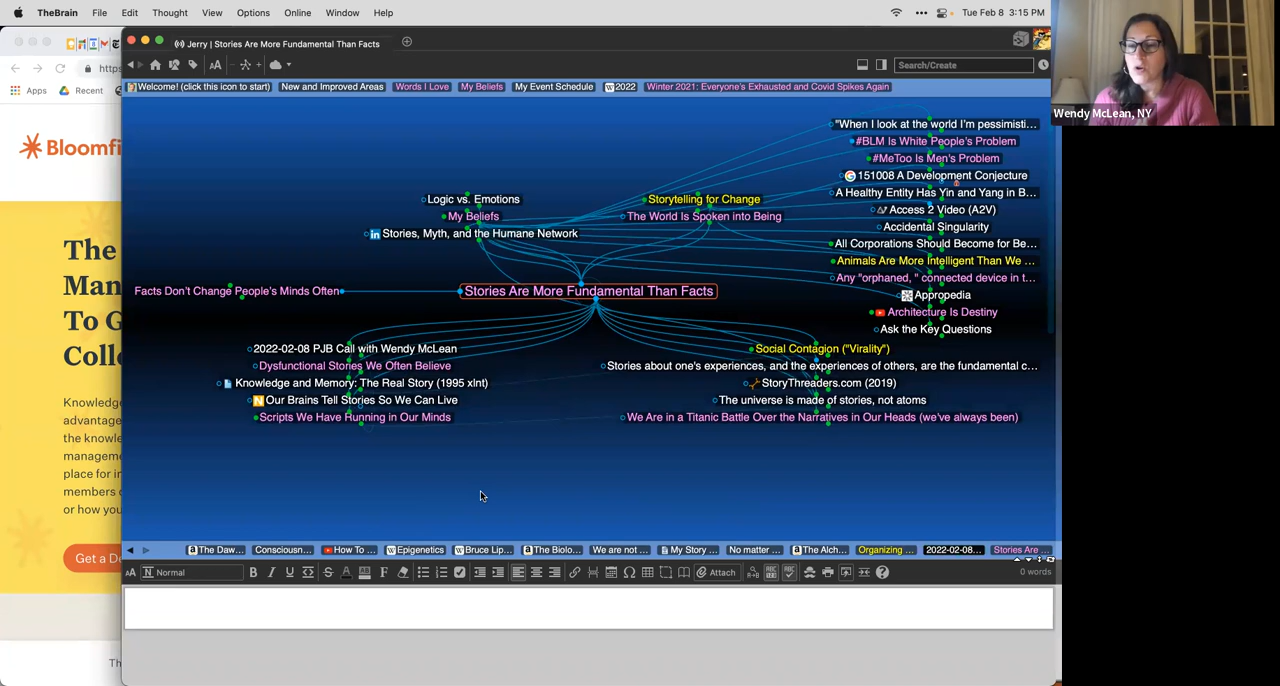 TheBrain File Edit Thought View Options Online Window Help Tue Feb 8 3:15 PM
Jerry | Stories Are More Fundamental Than Facts
Search/Create
https
Apps Recent
Welcome! (click this icon to start) New and Improved Areas Words I Love My Beliefs My Event Schedule 2022 Winter 2021: Everyone's Exhausted and Covid Spikes Again
Wendy McLean, NY
"When I look at the world I'm pessimisti...
#BLM Is White People's Problem
#MeToo Is Men's Problem
151008 A Development Conjecture
A Healthy Entity Has Yin and Yang in B...
Access 2 Video (A2V)
Accidental Singularity
All Corporations Should Become for Be...
Animals Are More Intelligent Than We ...
Any "orphaned, " connected device in t...
Appropedia
Architecture Is Destiny
Ask the Key Questions
Logic vs. Emotions
My Beliefs
Stories, Myth, and the Humane Network
Storytelling for Change
The World Is Spoken into Being
Facts Don't Change People's Minds Often
Stories Are More Fundamental Than Facts
2022-02-08 PJB Call with Wendy McLean
Dysfunctional Stories We Often Believe
Knowledge and Memory: The Real Story (1995 xlnt)
Our Brains Tell Stories So We Can Live
Scripts We Have Running in Our Minds
Social Contagion ("Virality")
Stories about one's experiences, and the experiences of others, are the fundamental c...
StoryThreaders.com (2019)
The universe is made of stories, not atoms
We Are in a Titanic Battle Over the Narratives in Our Heads (we've always been)
Bloomfi
The
Man
To G
Colle
Knowledg
advantage
the knowle
manageme
place for in
members o
or how you
Get a De
Th
The Daw... Consciousn... How To ... Epigenetics Bruce Lip... The Biolo... We are not ... My Story ... No matter ... The Alch... Organizing ... 2022-02-08... Stories Are ...
Normal Attach 0 words